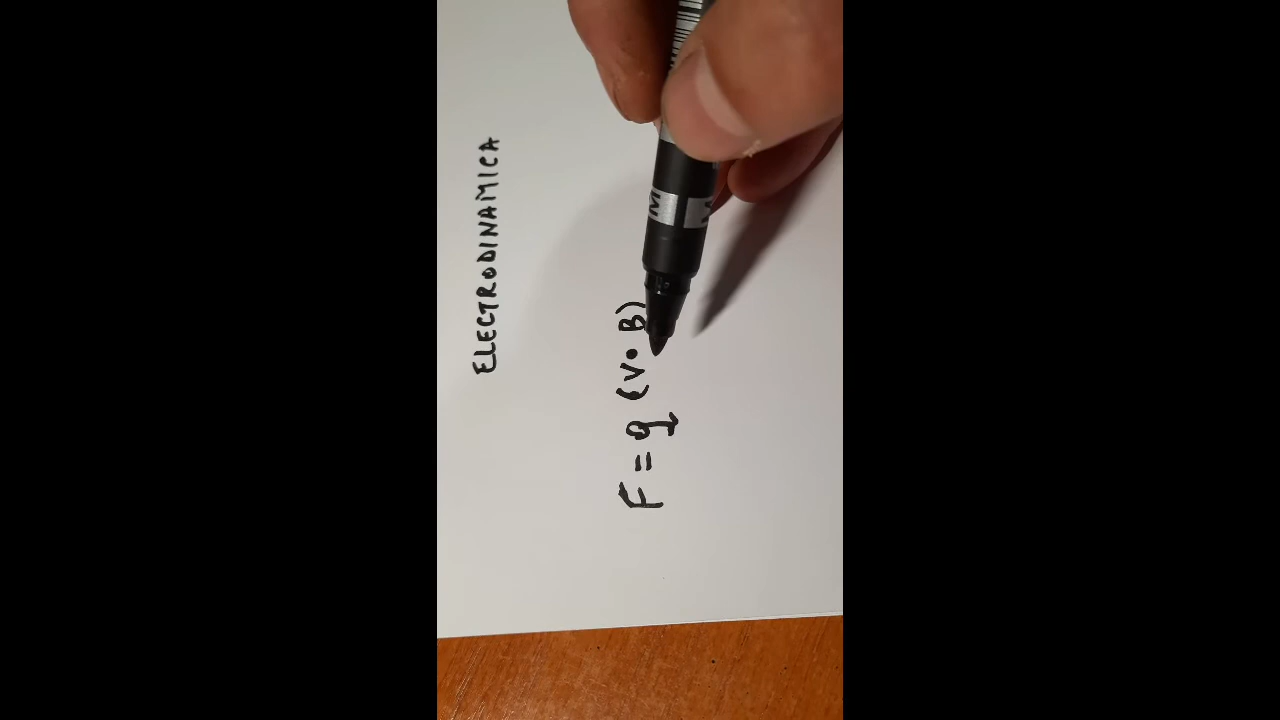 ELECTRODINAMICA
F = q (V • B)
M